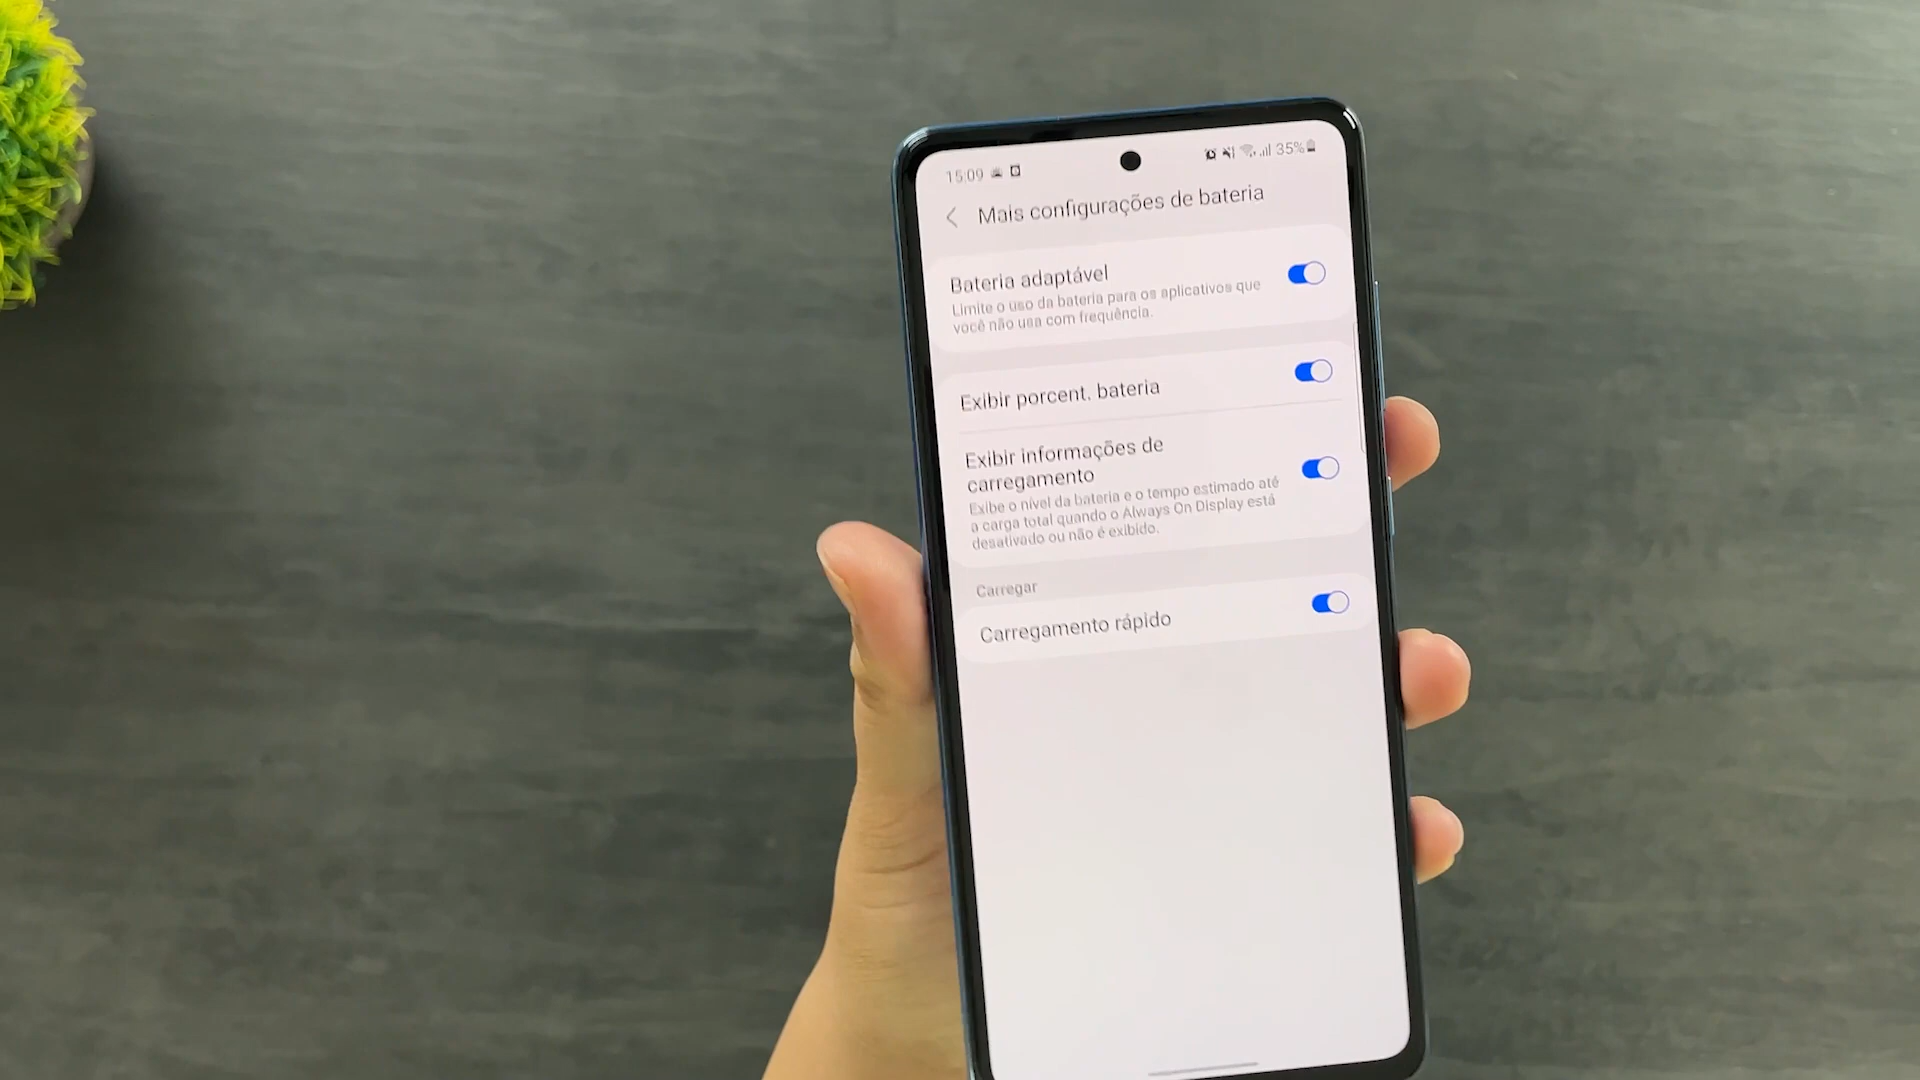 15:09 35%
Mais configurações de bateria
Bateria adaptável
Limite o uso da bateria para os aplicativos que
você não usa com frequência.
Exibir porcent. bateria
Exibir informações de
carregamento
Exibe o nível da bateria e o tempo estimado até
a carga total quando o Always On Display está
desativado ou não é exibido.
Carregar
Carregamento rápido